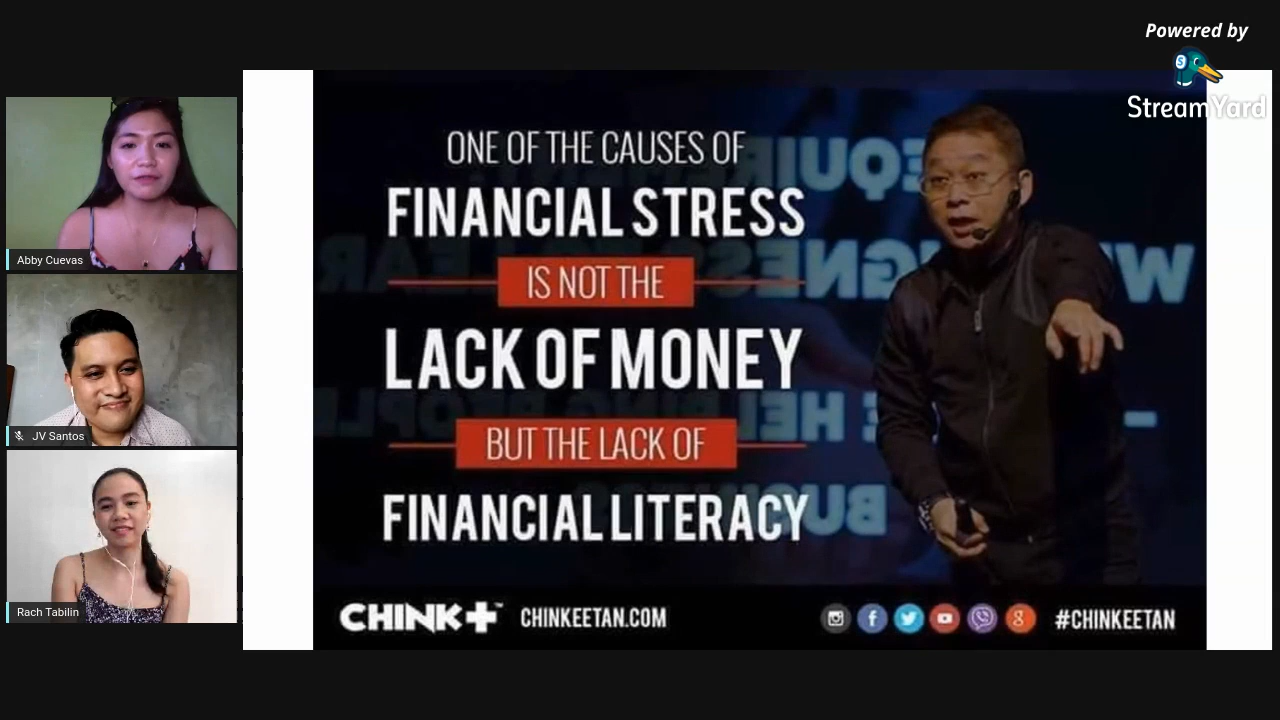 Powered by
StreamYard
Abby Cuevas
JV Santos
Rach Tabilin
ONE OF THE CAUSES OF
FINANCIAL STRESS
IS NOT THE
LACK OF MONEY
BUT THE LACK OF
FINANCIAL LITERACY
CHINK+™ CHINKEETAN.COM
#CHINKEETAN